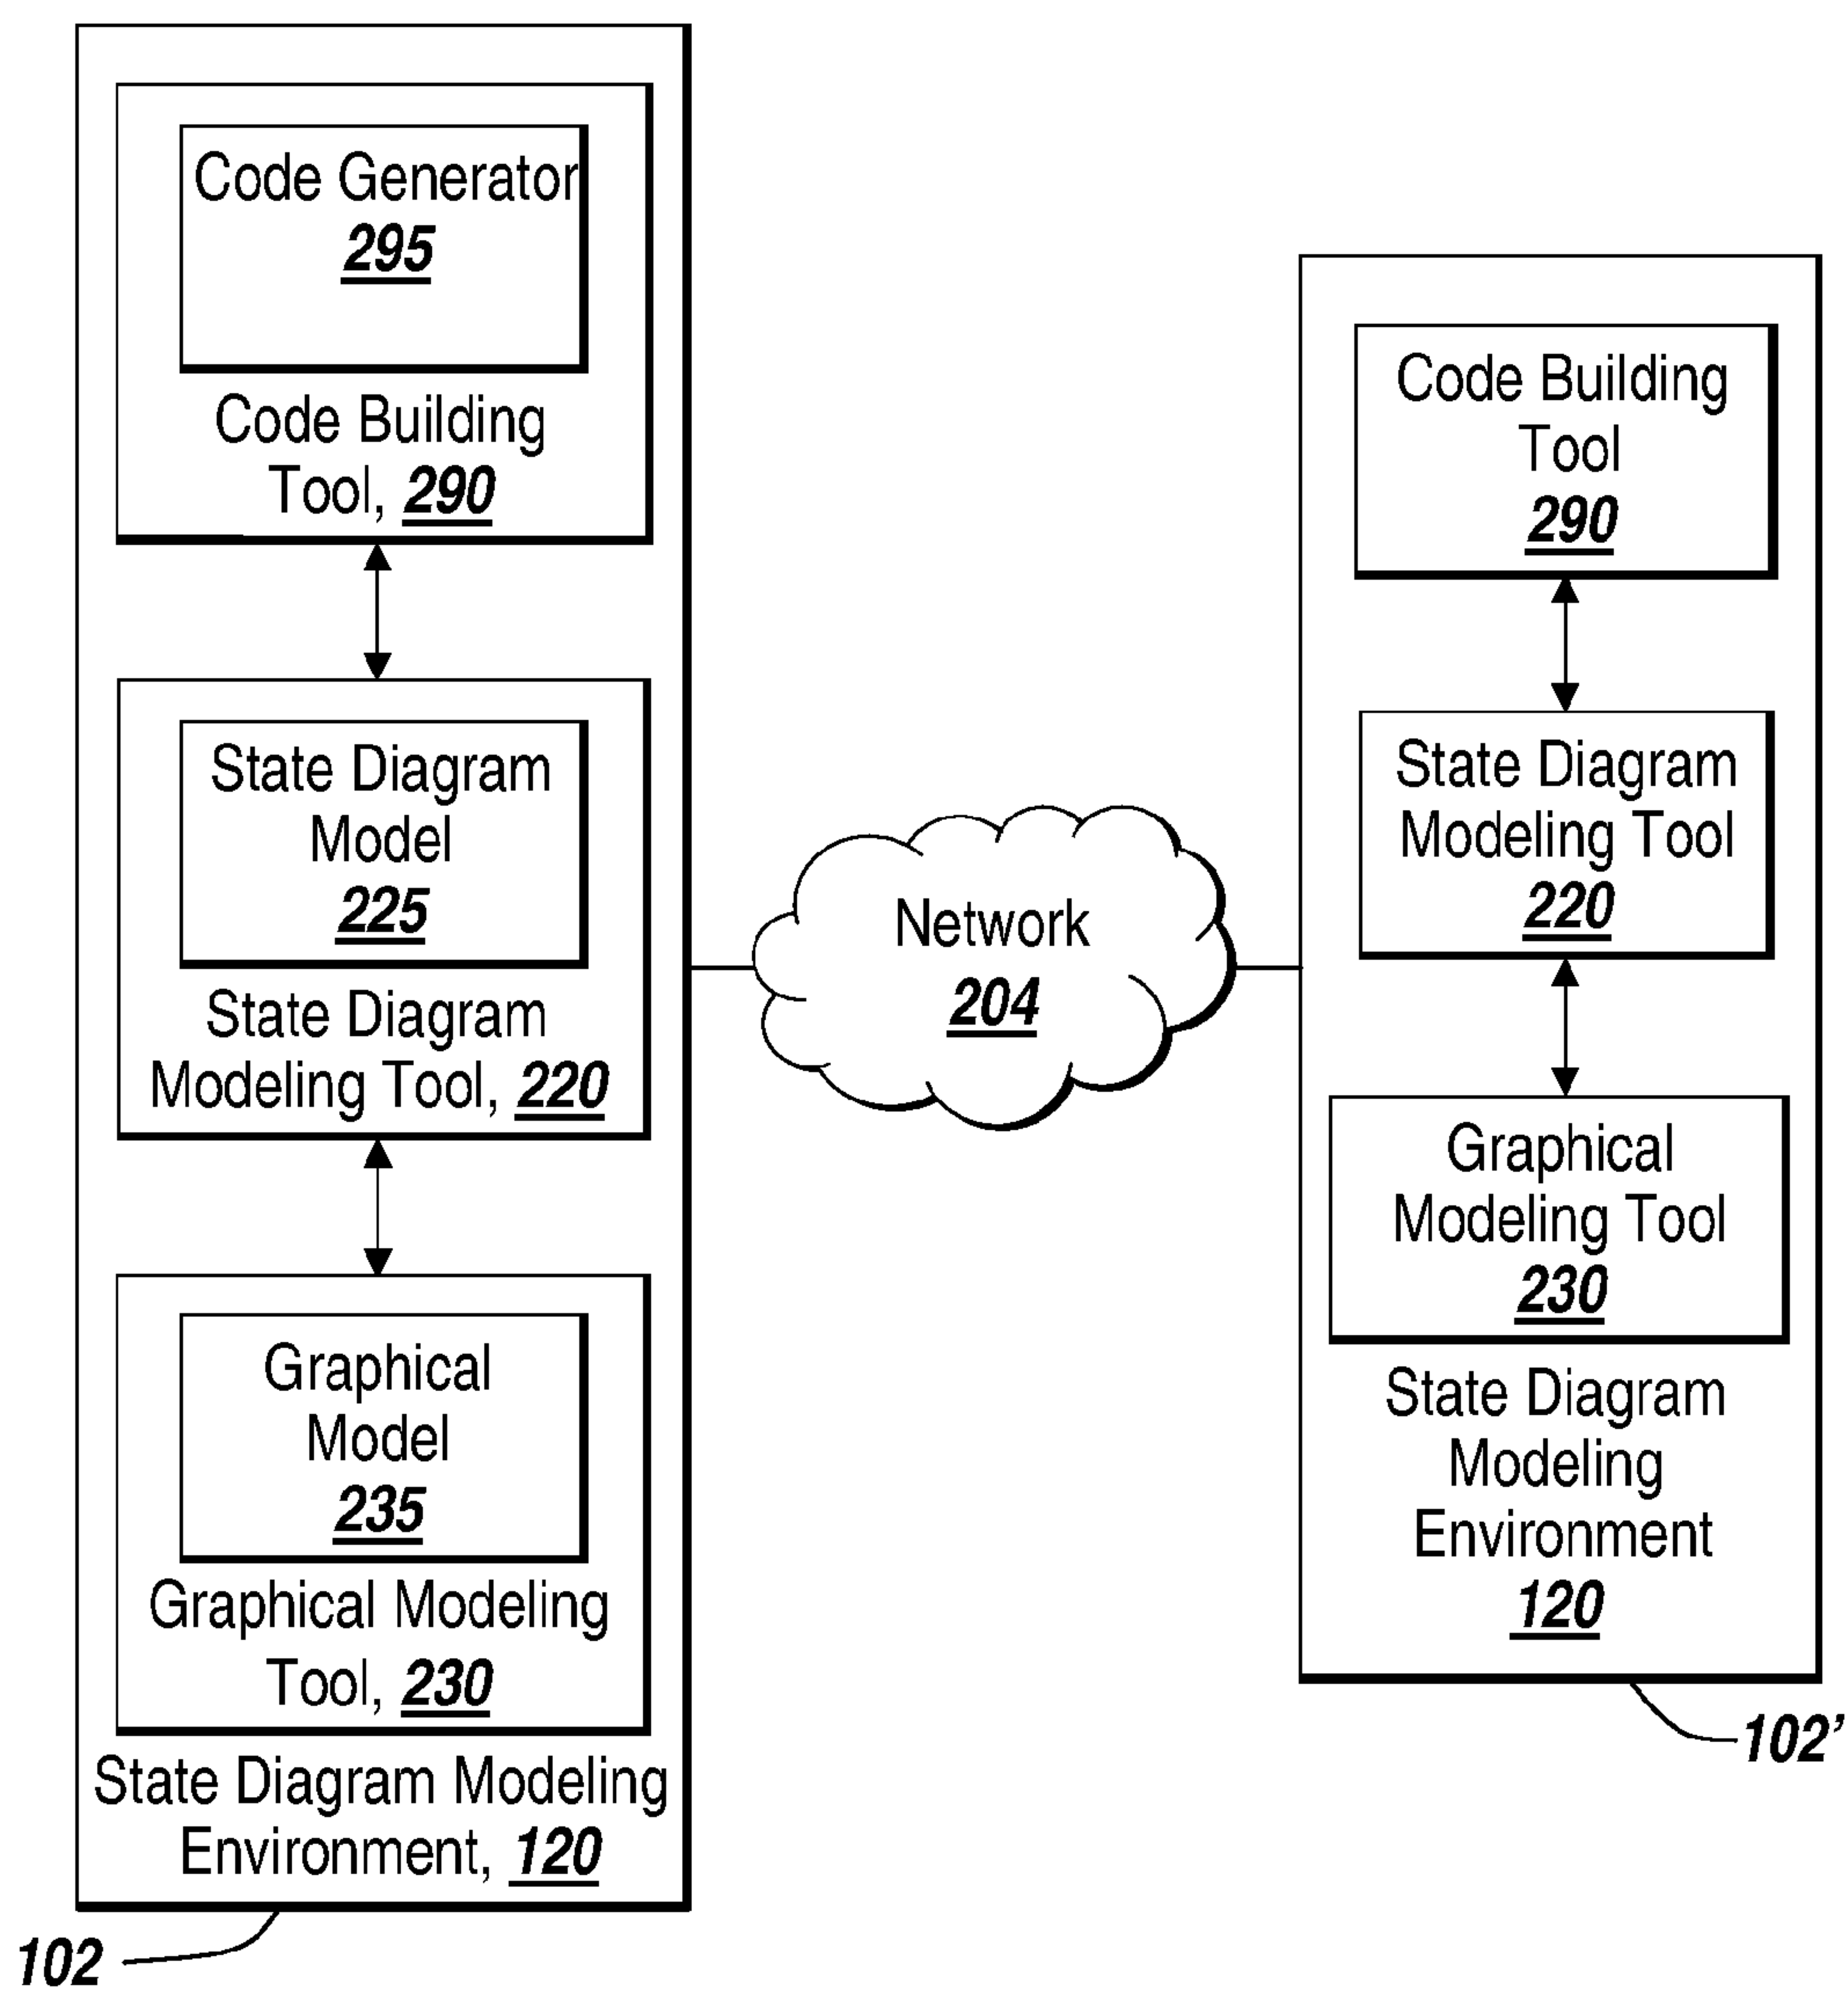 Code Generator
295
Code Building
Tool, 290
State Diagram
Model
225
State Diagram
Modeling Tool, 220
Graphical
Model
235
Graphical Modeling
Tool, 230
State Diagram Modeling
Environment, 120
102
Network
204
Code Building
Tool
290
State Diagram
Modeling Tool
220
Graphical
Modeling Tool
230
State Diagram
Modeling
Environment
120
102’